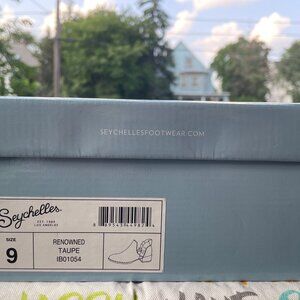 SEYCHELLESFOOTWEAR.COM
Seychelles.
EST. 1984
LOS ANGELES
SIZE
9
RENOWNED
TAUPE
IB01054